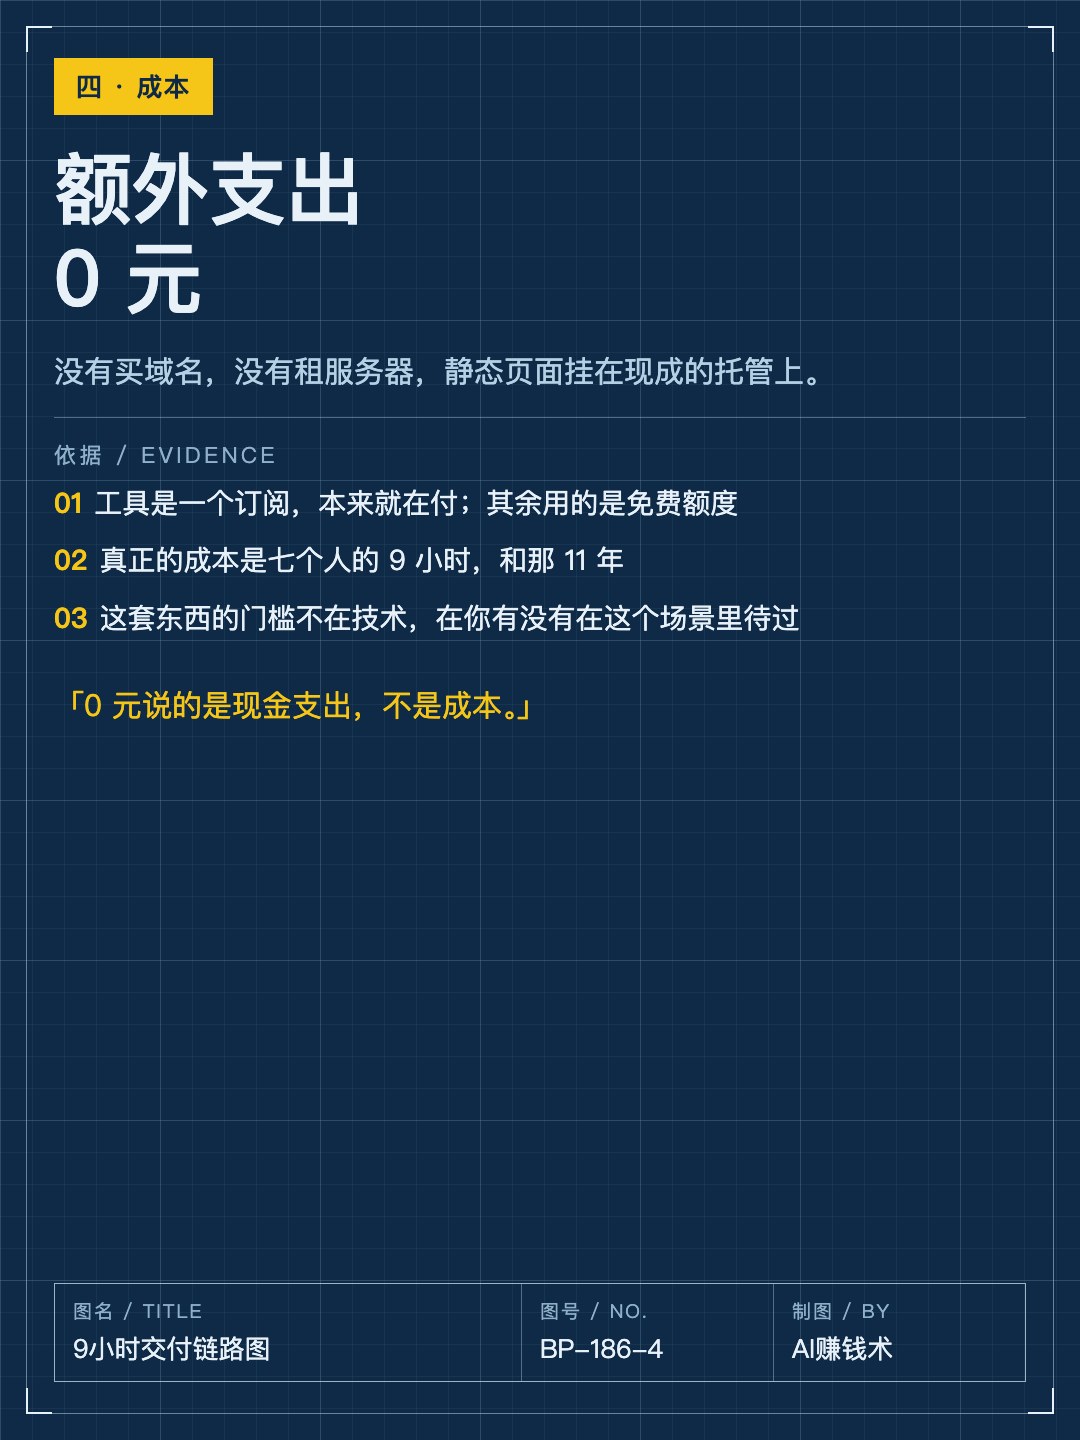 四 · 成本
额外支出
0 元
没有买域名，没有租服务器，静态页面挂在现成的托管上。
依据 / EVIDENCE
01 工具是一个订阅，本来就在付；其余用的是免费额度
02 真正的成本是七个人的 9 小时，和那 11 年
03 这套东西的门槛不在技术，在你有没有在这个场景里待过
「0 元说的是现金支出，不是成本。」
图名 / TITLE
9小时交付链路图
图号 / NO.
BP-186-4
制图 / BY
AI赚钱术